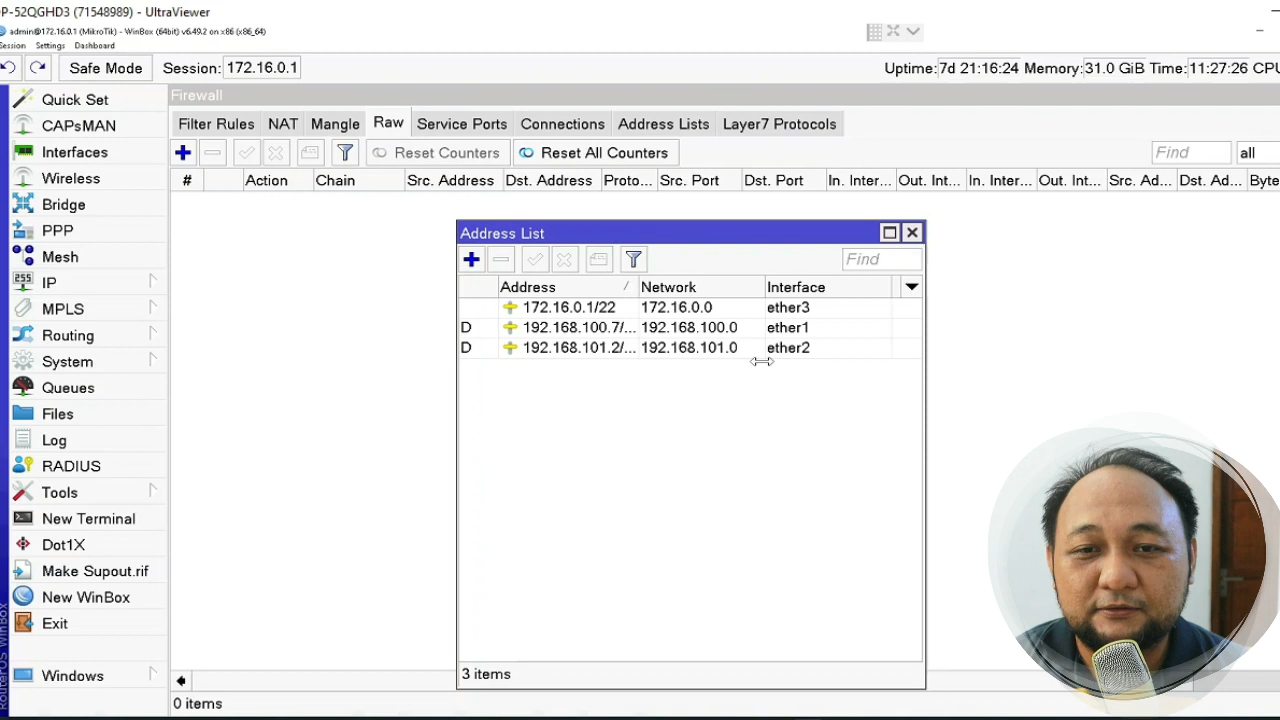 P-52QGHD3 (71548989) - UltraViewer
admin@172.16.0.1 (MikroTik) - WinBox (64bit) v6.49.2 on x86 (x86_64)
Session Settings Dashboard
Safe Mode Session: 172.16.0.1 Uptime: 7d 21:16:24 Memory: 31.0 GiB Time: 11:27:26 CPU
Quick Set
CAPsMAN
Interfaces
Wireless
Bridge
PPP
Mesh
255
IP
MPLS
Routing
System
Queues
Files
Log
RADIUS
Tools
New Terminal
Dot1X
Make Supout.rif
New WinBox
Exit
Windows
RouterOS WinBox
Firewall
Filter Rules NAT Mangle Raw Service Ports Connections Address Lists Layer7 Protocols
Reset Counters Reset All Counters Find all
# Action Chain Src. Address Dst. Address Proto... Src. Port Dst. Port In. Inter... Out. Int... In. Inter... Out. Int... Src. Ad... Dst. Ad... Byte
Address List
Find
Address Network Interface
172.16.0.1/22 172.16.0.0 ether3
D 192.168.100.7/... 192.168.100.0 ether1
D 192.168.101.2/... 192.168.101.0 ether2
3 items
0 items